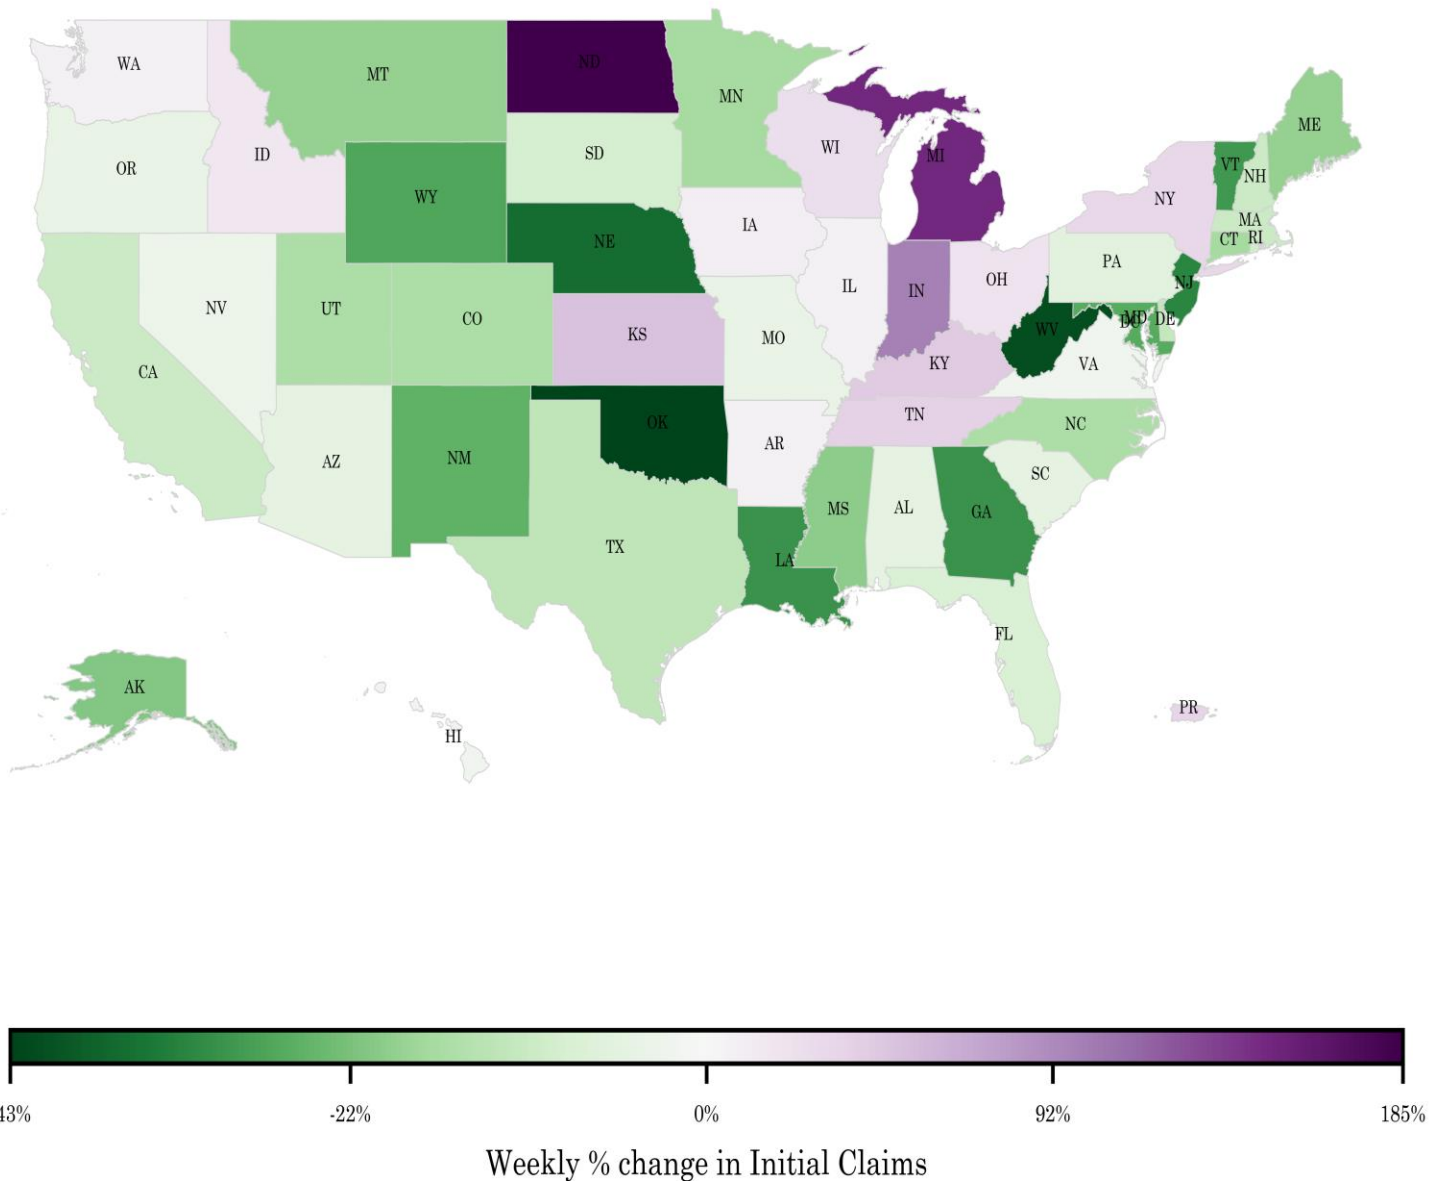 WA
MT
ND
MN
ME
OR
ID
SD
WI
MI
VT
NH
WY
NY
IA
NE
MA
CT
RI
NV
UT
CO
KS
IL
IN
OH
PA
NJ
MO
WV
DC
MD
DE
CA
KY
VA
AZ
NM
OK
AR
TN
NC
SC
TX
LA
MS
AL
GA
FL
AK
HI
PR
43% -22% 0% 92% 185%
Weekly % change in Initial Claims